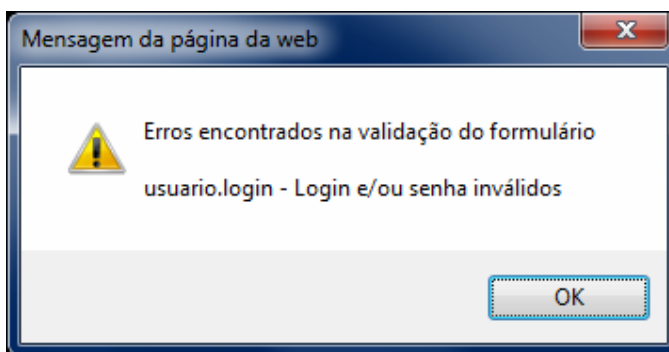 Mensagem da página da web
Erros encontrados na validação do formulário
usuario.login - Login e/ou senha inválidos
OK